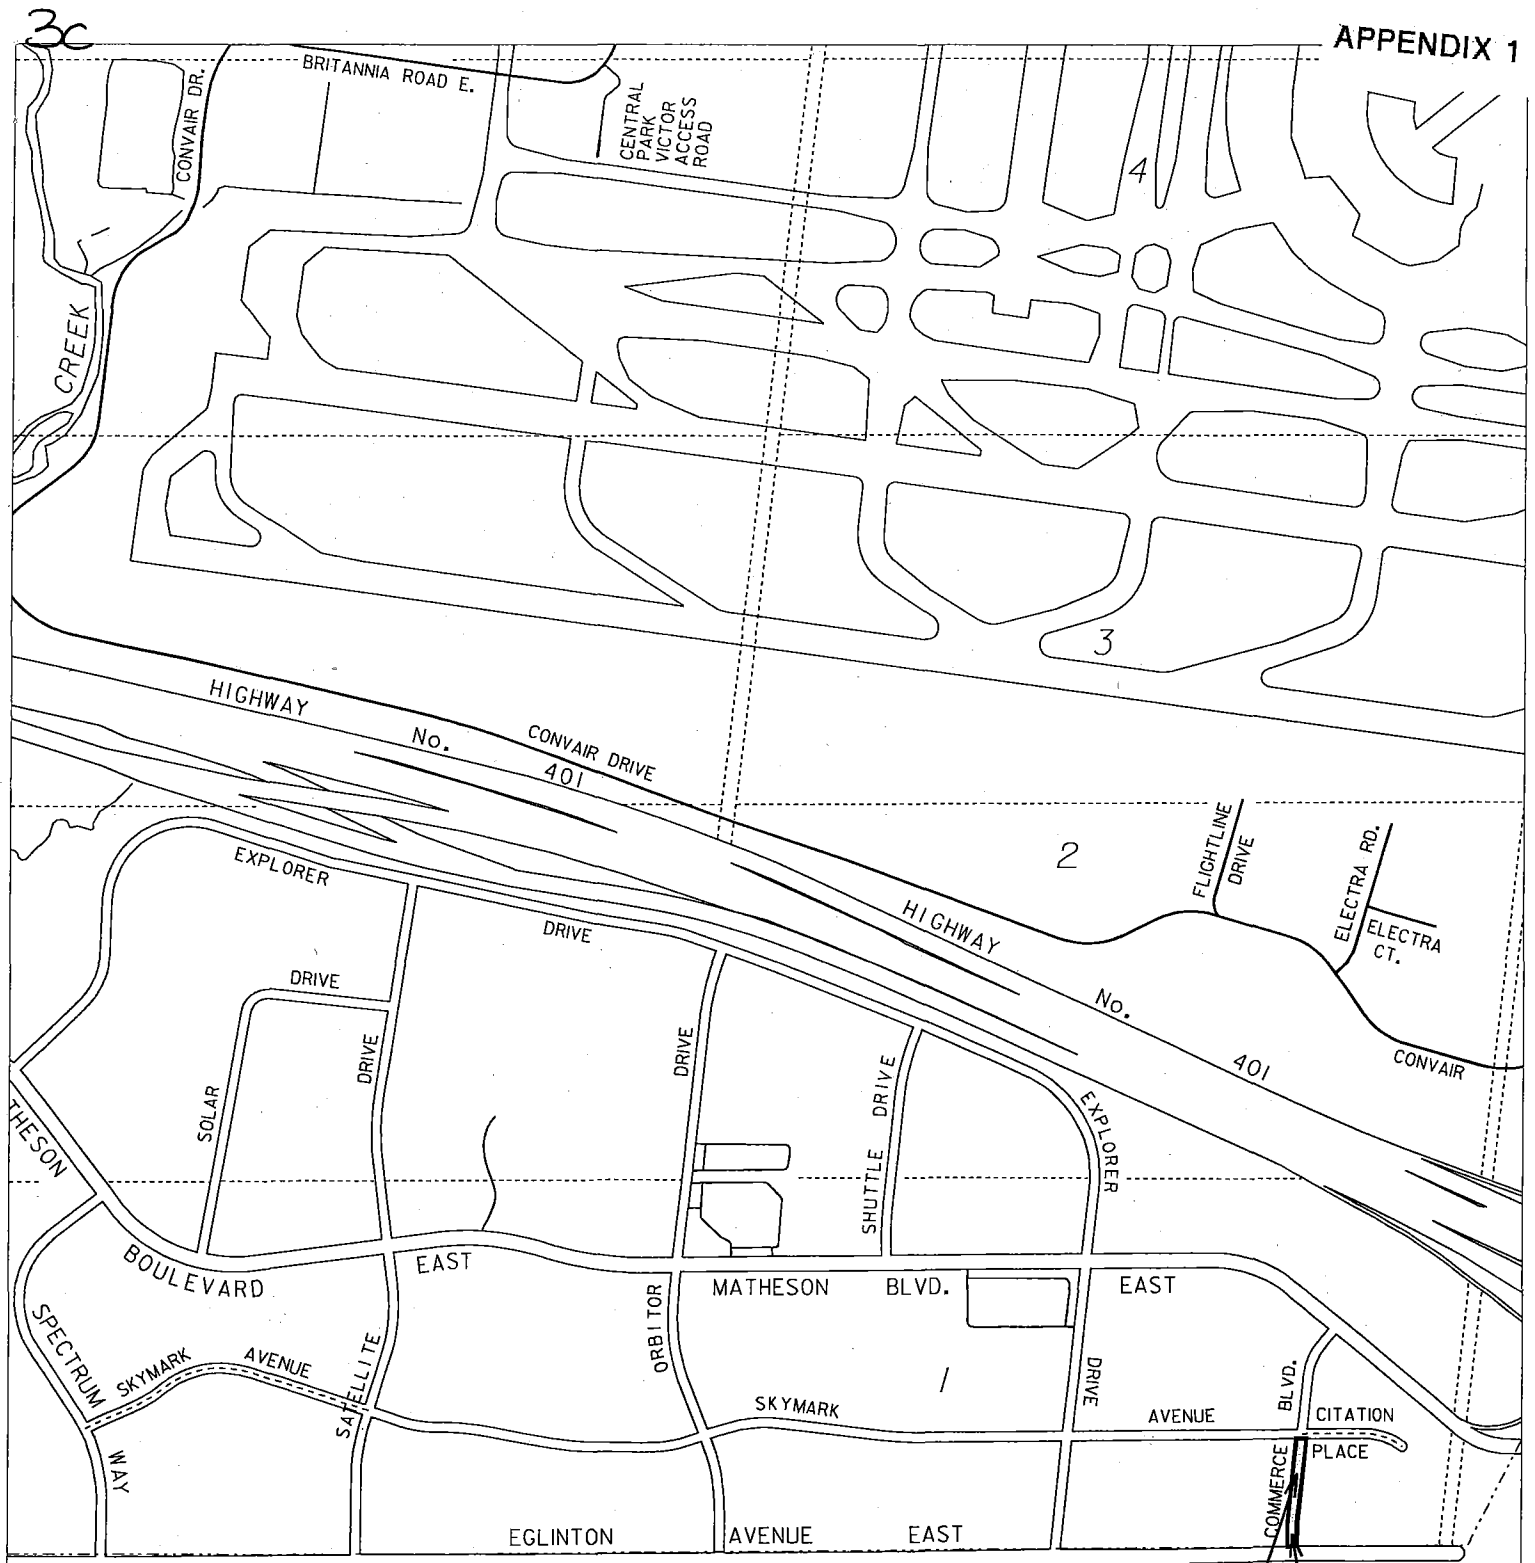 3c
APPENDIX 1
BRITANNIA ROAD E.
CONVAIR DR.
CENTRAL
PARK
VICTOR
ACCESS
ROAD
4
CREEK
3
HIGHWAY
No.
401
CONVAIR DRIVE
2
FLIGHTLINE
DRIVE
ELECTRA RD.
ELECTRA
CT.
EXPLORER
DRIVE
HIGHWAY
No.
401
CONVAIR
DRIVE
SOLAR
DRIVE
DRIVE
SHUTTLE DRIVE
EXPLORER
THESON
BOULEVARD
EAST
MATHESON BLVD.
EAST
SPECTRUM
WAY
SKYMARK
AVENUE
SATELLITE
ORBITOR
1
SKYMARK
DRIVE
AVENUE
BLVD.
COMMERCE
CITATION
PLACE
EGLINTON
AVENUE
EAST